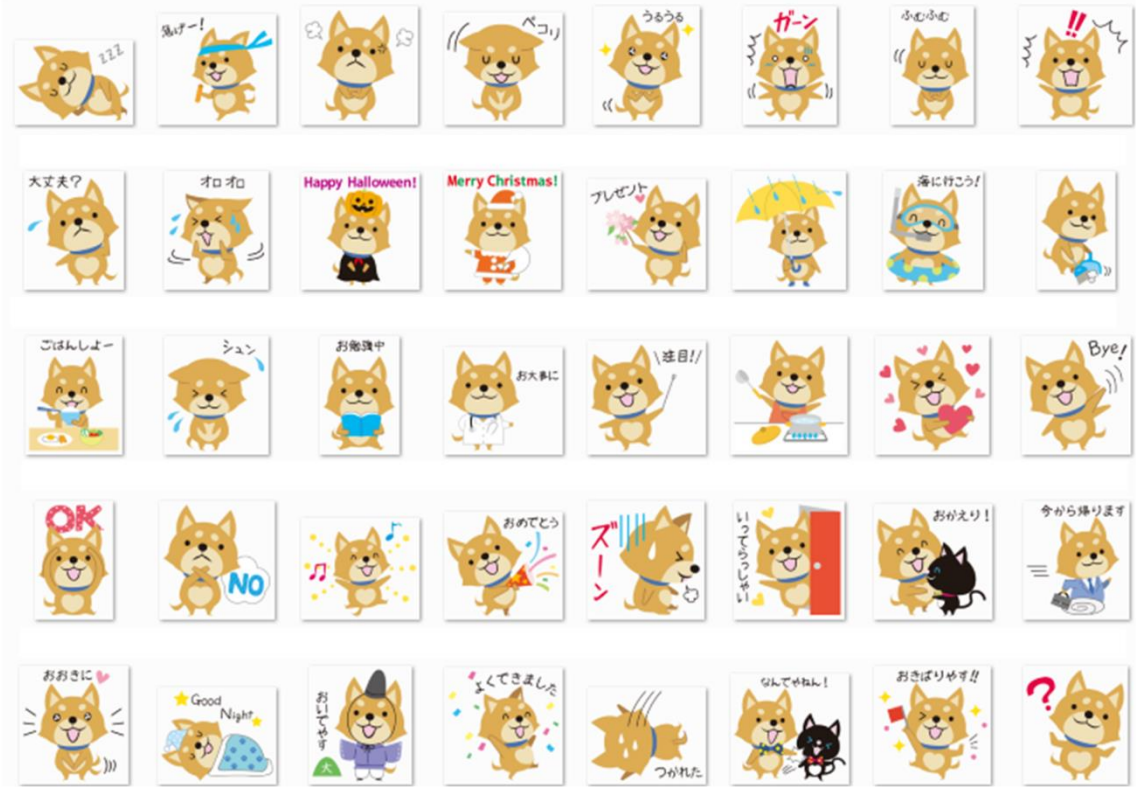 zzz
急げー!
ペコリ
うるうる
ガーン
ふむふむ
!!
大丈夫?
オロオロ
Happy Halloween!
Merry Christmas!
プレゼント
海に行こう!
ごはんしよー
シュン
お勉強中
お大事に
注目!
Bye!
OK
NO
おめでとう
ズーン
いってらっしゃい
おかえり!
今から帰ります
おおきに
Good
Night
おいでやす
大
よくできました
つかれた
なんでやねん!
おきばりやす!!
?